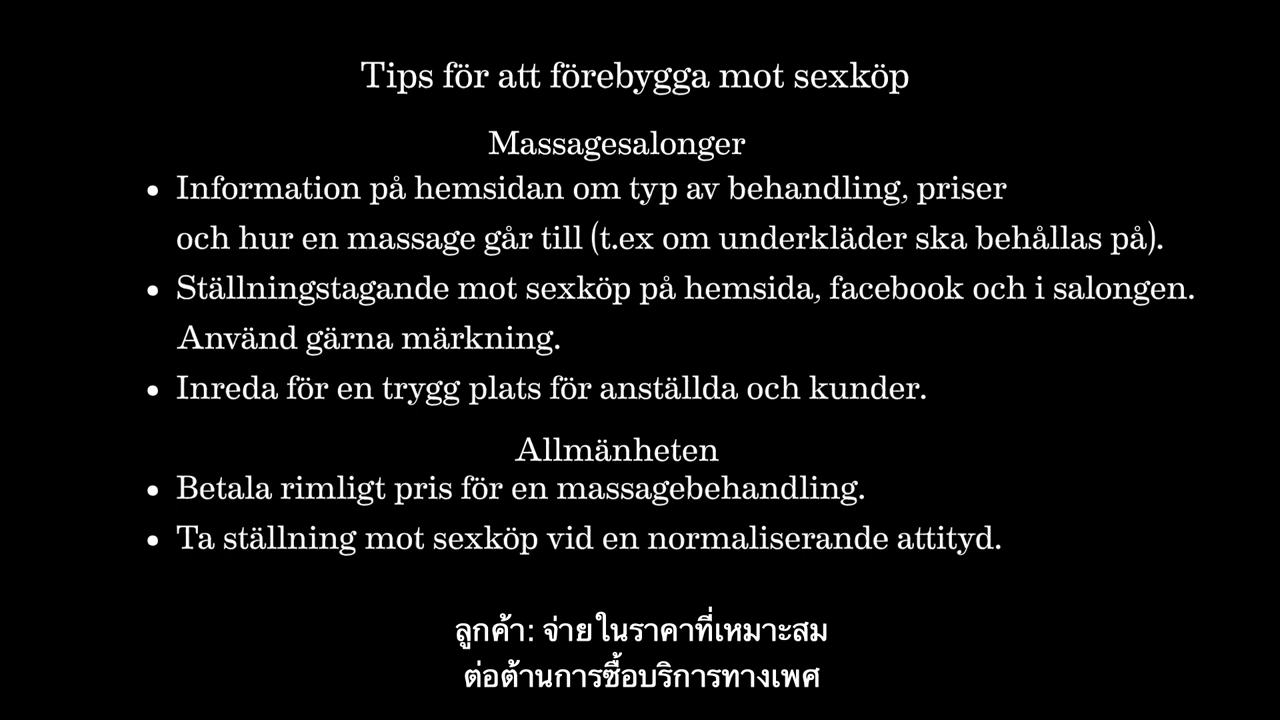 Tips för att förebygga mot sexköp
Massagesalonger
• Information på hemsidan om typ av behandling, priser
och hur en massage går till (t.ex om underkläder ska behållas på).
• Ställningstagande mot sexköp på hemsida, facebook och i salongen.
Använd gärna märkning.
• Inreda för en trygg plats för anställda och kunder.
Allmänheten
• Betala rimligt pris för en massagebehandling.
• Ta ställning mot sexköp vid en normaliserande attityd.
ลูกค้า: จ่ายในราคาที่เหมาะสม
ต่อต้านการซื้อบริการทางเพศ